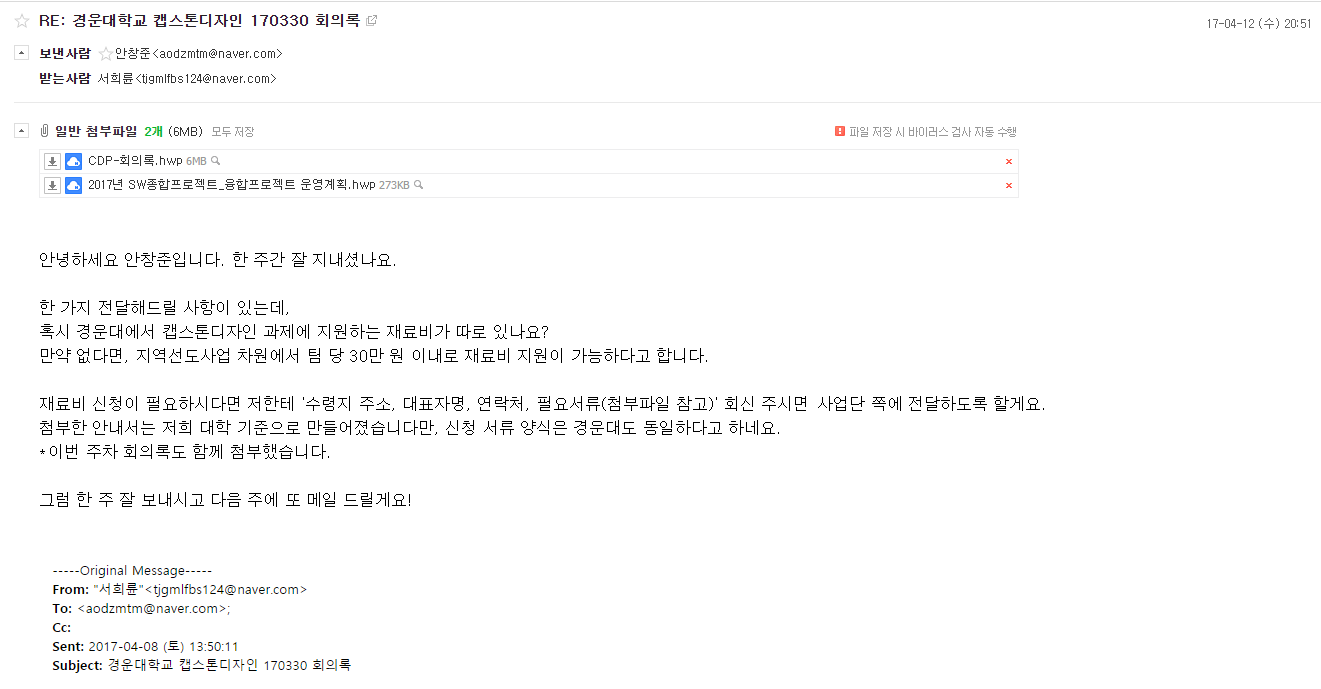 RE: 경운대학교 캡스톤디자인 170330 회의록
17-04-12 (수) 20:51
보낸사람 안창준<aodzmtm@naver.com>
받는사람 서희륜<tjgmlfbs124@naver.com>
일반 첨부파일 2개 (6MB) 모두 저장
파일 저장 시 바이러스 검사 자동 수행
CDP-회의록.hwp 6MB
2017년 SW종합프로젝트_융합프로젝트 운영계획.hwp 273KB
안녕하세요 안창준입니다. 한 주간 잘 지내셨나요.
한 가지 전달해드릴 사항이 있는데,
혹시 경운대에서 캡스톤디자인 과제에 지원하는 재료비가 따로 있나요?
만약 없다면, 지역선도사업 차원에서 팀 당 30만 원 이내로 재료비 지원이 가능하다고 합니다.
재료비 신청이 필요하시다면 저한테 '수령지 주소, 대표자명, 연락처, 필요서류(첨부파일 참고)' 회신 주시면 사업단 쪽에 전달하도록 할게요.
첨부한 안내서는 저희 대학 기준으로 만들어졌습니다만, 신청 서류 양식은 경운대도 동일하다고 하네요.
*이번 주차 회의록도 함께 첨부했습니다.
그럼 한 주 잘 보내시고 다음 주에 또 메일 드릴게요!
-----Original Message-----
From: "서희륜"<tjgmlfbs124@naver.com>
To: <aodzmtm@naver.com>;
Cc:
Sent: 2017-04-08 (토) 13:50:11
Subject: 경운대학교 캡스톤디자인 170330 회의록